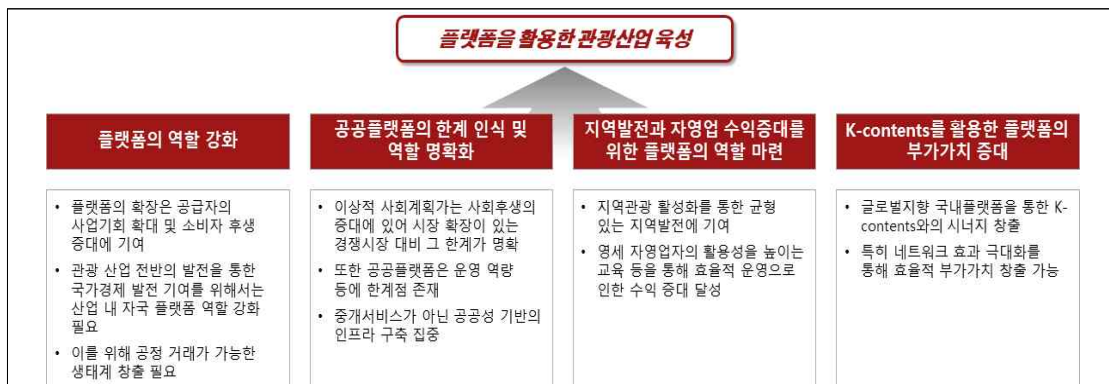 플랫폼을 활용한 관광산업 육성
플랫폼의 역할 강화
• 플랫폼의 확장은 공급자의
사업기회 확대 및 소비자 후생
증대에 기여
• 관광 산업 전반의 발전을 통한
국가경제 발전 기여를 위해서는
산업 내 자국 플랫폼 역할 강화
필요
• 이를 위해 공정 거래가 가능한
생태계 창출 필요
공공플랫폼의 한계 인식 및
역할 명확화
• 이상적 사회계획가는 사회후생의
증대에 있어 시장 확장이 있는
경쟁시장 대비 그 한계가 명확
• 또한 공공플랫폼은 운영 역량
등에 한계점 존재
• 중개서비스가 아닌 공공성 기반의
인프라 구축 집중
지역발전과 자영업 수익증대를
위한 플랫폼의 역할 마련
• 지역관광 활성화를 통한 균형
있는 지역발전에 기여
• 영세 자영업자의 활용성을 높이는
교육 등을 통해 효율적 운영으로
인한 수익 증대 달성
K-contents를 활용한 플랫폼의
부가가치 증대
• 글로벌지향 국내플랫폼을 통한 K-
contents와의 시너지 창출
• 특히 네트워크 효과 극대화를
통해 효율적 부가가치 창출 가능